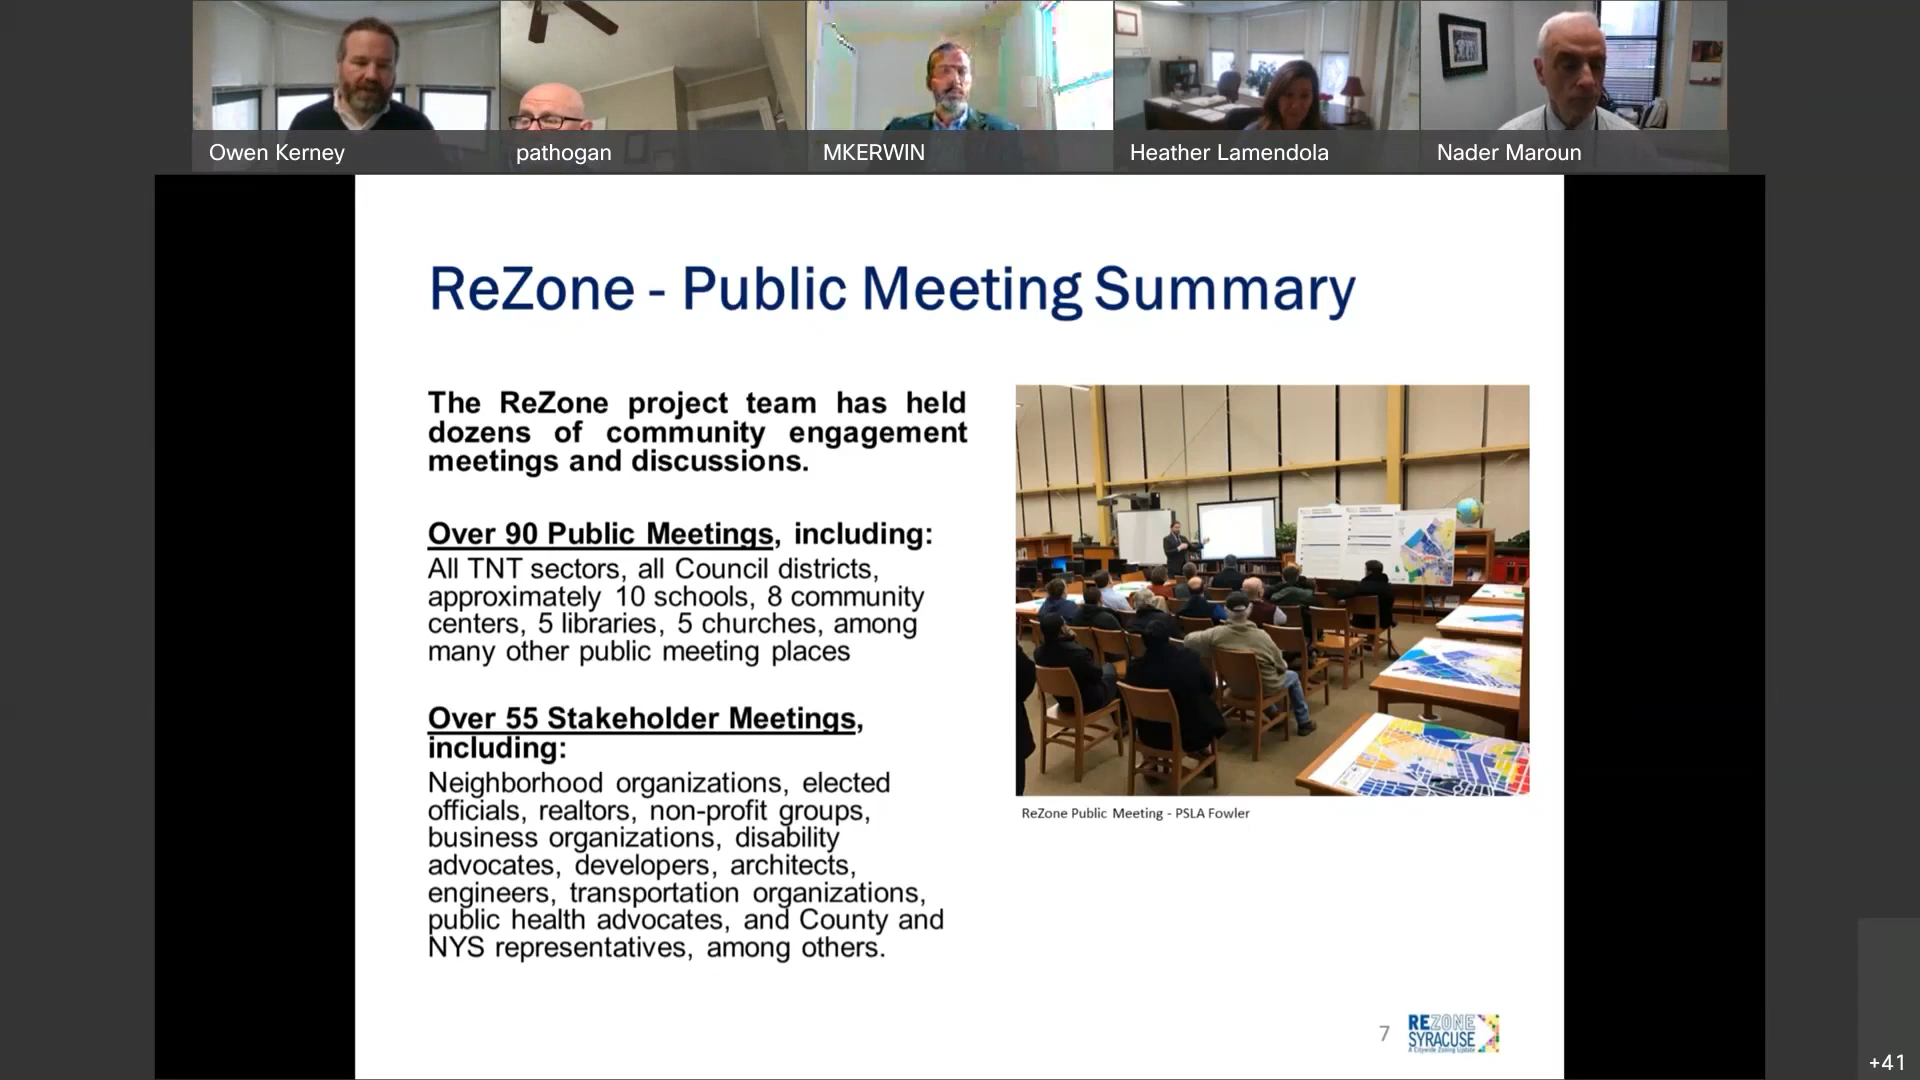 Owen Kerney
pathogan
MKERWIN
Heather Lamendola
Nader Maroun
ReZone - Public Meeting Summary
The ReZone project team has held
dozens of community engagement
meetings and discussions.
Over 90 Public Meetings, including:
All TNT sectors, all Council districts,
approximately 10 schools, 8 community
centers, 5 libraries, 5 churches, among
many other public meeting places
Over 55 Stakeholder Meetings,
including:
Neighborhood organizations, elected
officials, realtors, non-profit groups,
business organizations, disability
advocates, developers, architects,
engineers, transportation organizations,
public health advocates, and County and
NYS representatives, among others.
ReZone Public Meeting - PSLA Fowler
7
REZONE
SYRACUSE
A Citywide Zoning Update
+41